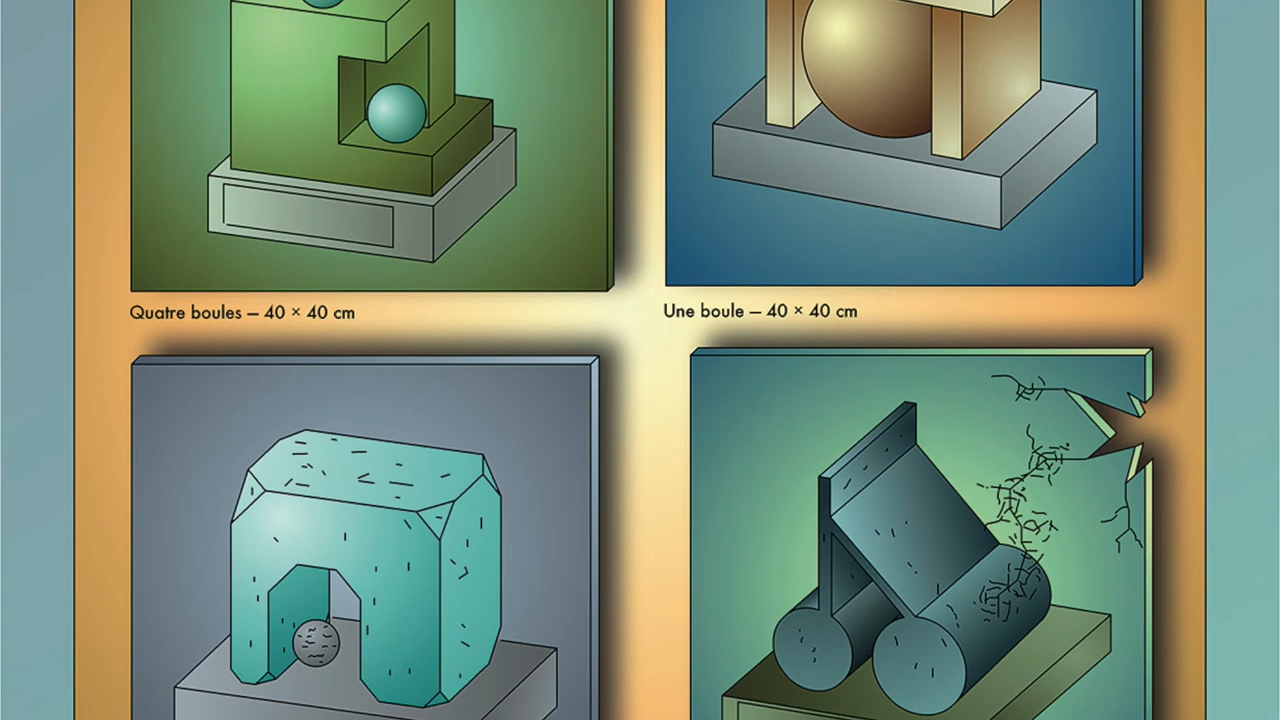 Quatre boules — 40 × 40 cm
Une boule — 40 × 40 cm